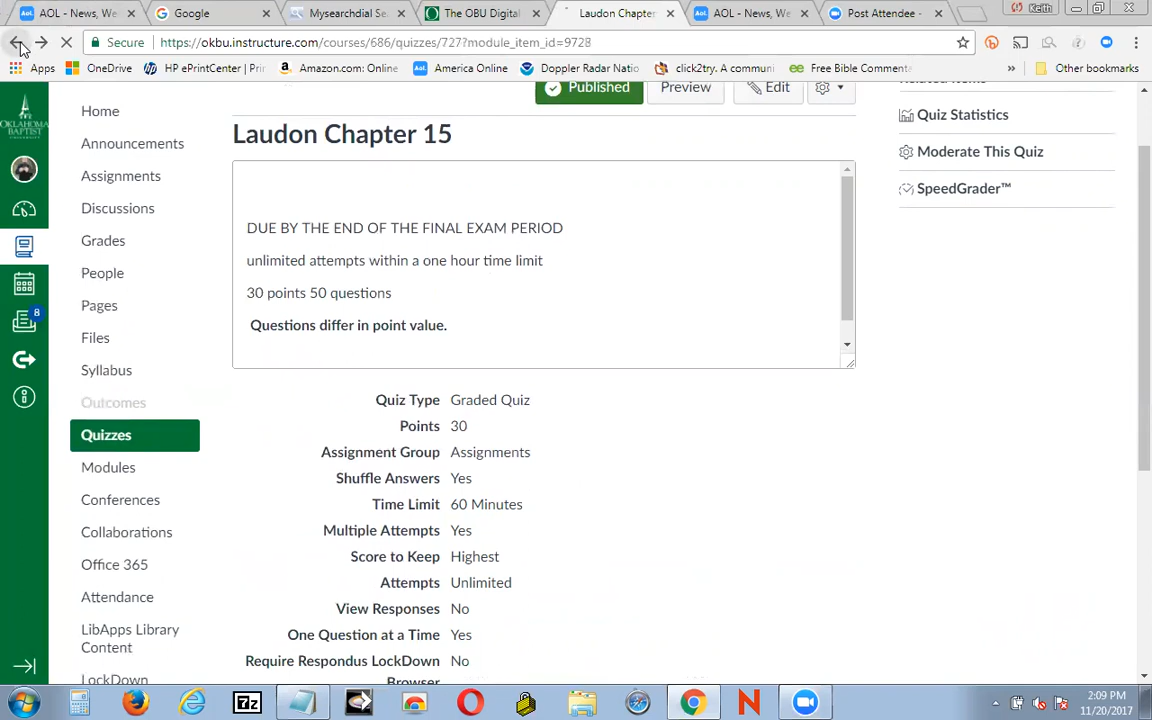 AOL - News, We
Google
Mysearchdial Se
The OBU Digital
Laudon Chapter
AOL - News, We
Post Attendee -
Keith
Secure
https://okbu.instructure.com/courses/686/quizzes/727?module_item_id=9728
Apps
OneDrive
HP ePrintCenter | Pri
Amazon.com: Online
America Online
Doppler Radar Natio
click2try. A communi
Free Bible Comment
Other bookmarks
OKLAHOMA
BAPTIST
Home
Announcements
Assignments
Discussions
Grades
People
Pages
Files
Syllabus
Outcomes
Quizzes
Modules
Conferences
Collaborations
Office 365
Attendance
LibApps Library
Content
LockDown
8
Published
Preview
Edit
Laudon Chapter 15
DUE BY THE END OF THE FINAL EXAM PERIOD
unlimited attempts within a one hour time limit
30 points 50 questions
Questions differ in point value.
Quiz Type Graded Quiz
Points 30
Assignment Group Assignments
Shuffle Answers Yes
Time Limit 60 Minutes
Multiple Attempts Yes
Score to Keep Highest
Attempts Unlimited
View Responses No
One Question at a Time Yes
Require Respondus LockDown No
Browser
Quiz Statistics
Moderate This Quiz
SpeedGrader™
7z
2:09 PM
11/20/2017